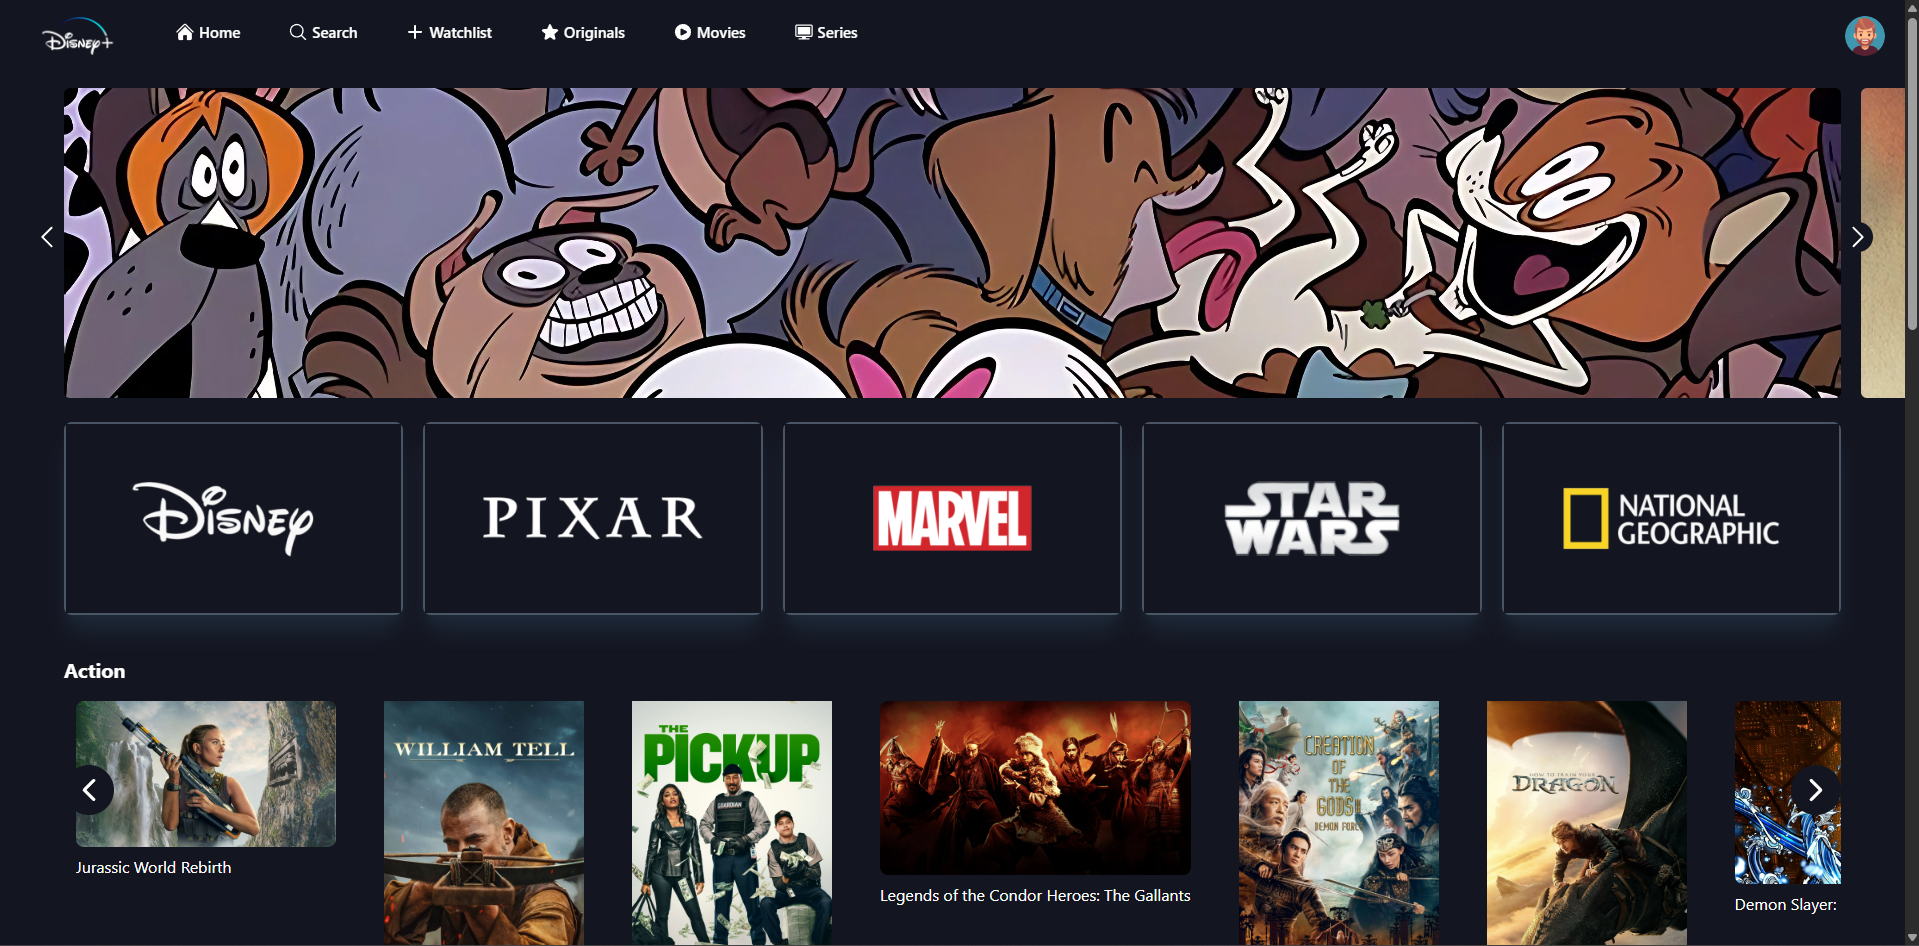 Disney+
Home
Search
Watchlist
Originals
Movies
Series
Disney
PIXAR
MARVEL
STAR
WARS
NATIONAL
GEOGRAPHIC
Action
WILLIAM TELL
THE
PICKUP
GUARDIAN
CREATION
OF
THE
GODS II
DEMON FORCE
HOW TO TRAIN YOUR
DRAGON
Jurassic World Rebirth
Legends of the Condor Heroes: The Gallants
Demon Slayer: